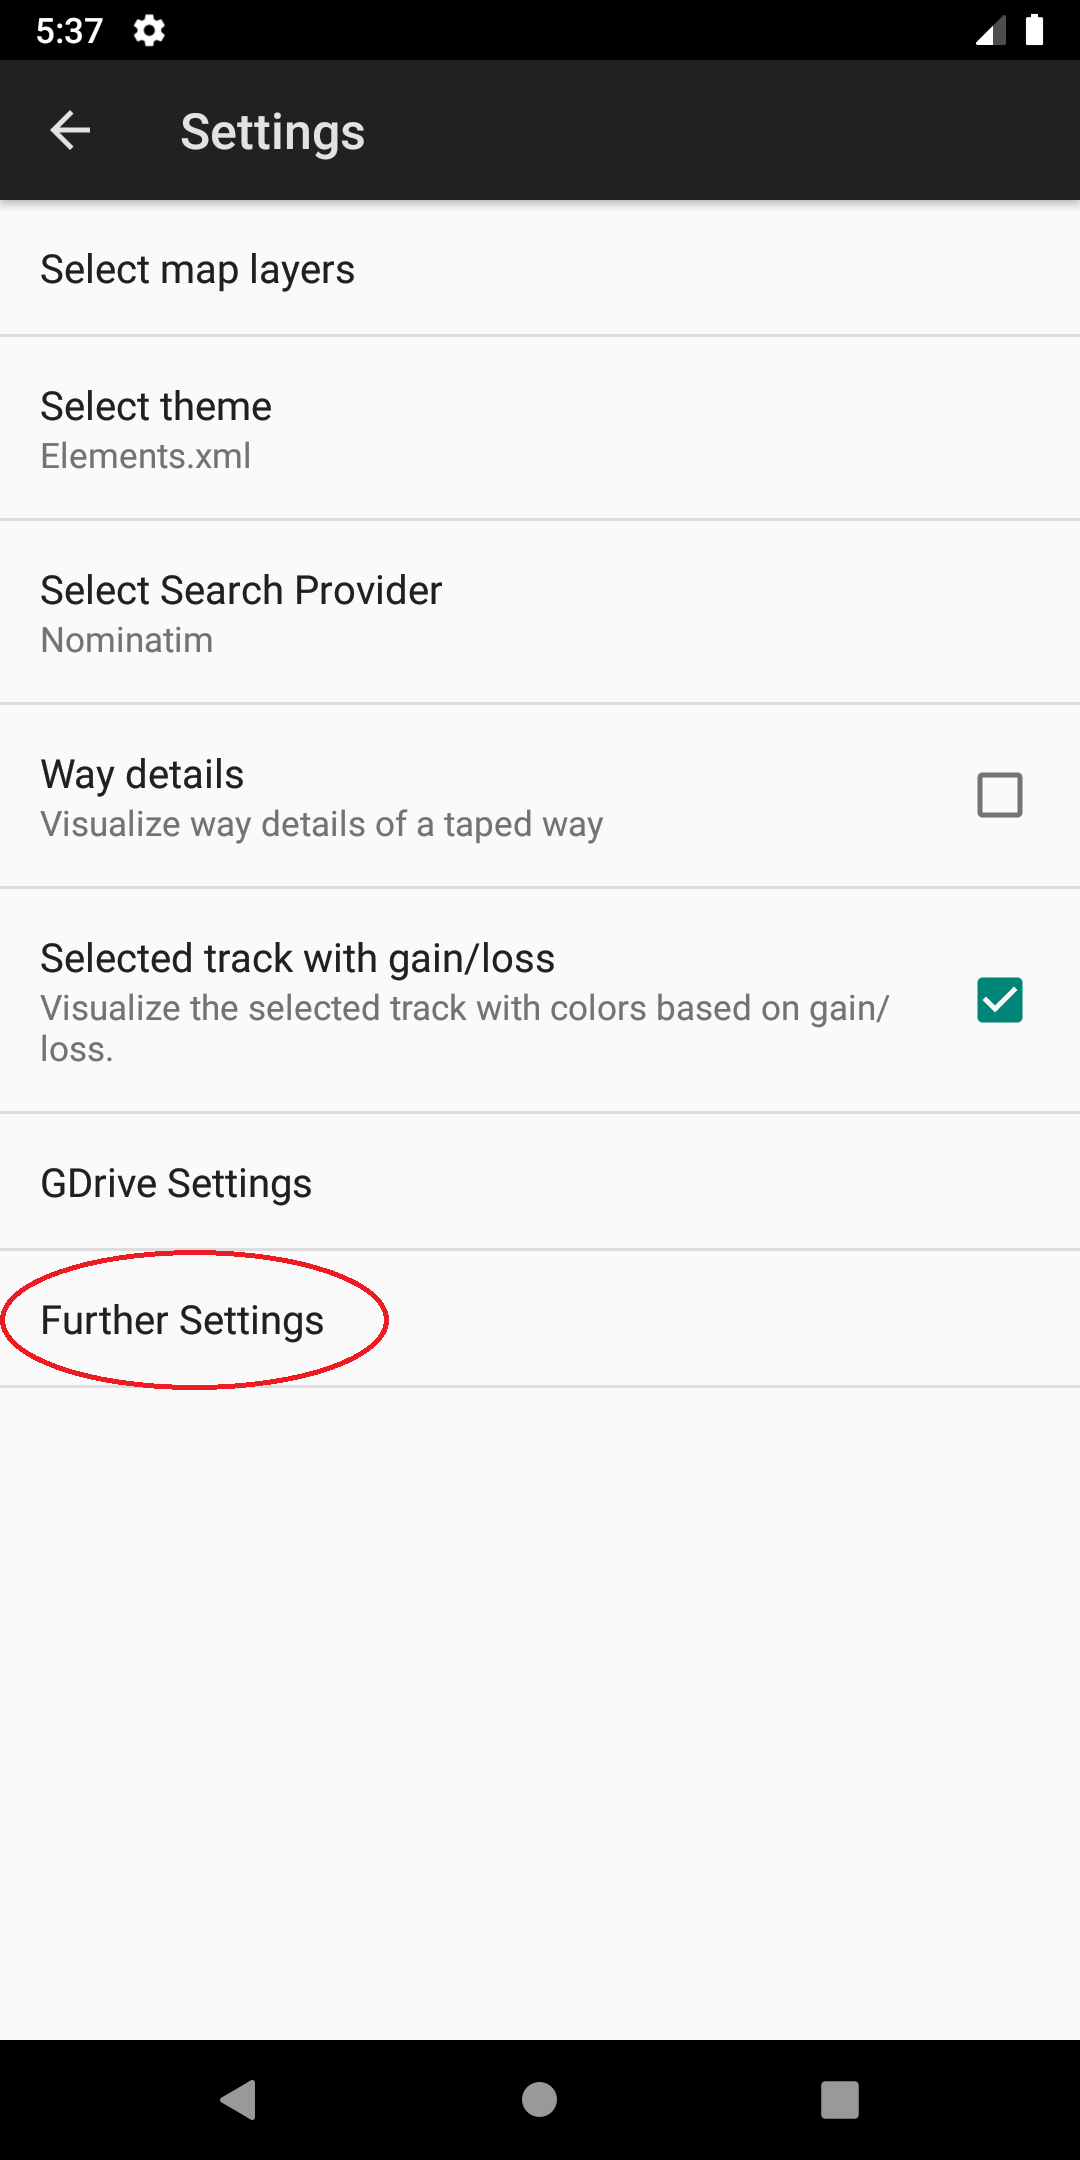 5:37
Settings
Select map layers
Select theme
Elements.xml
Select Search Provider
Nominatim
Way details
Visualize way details of a taped way
Selected track with gain/loss
Visualize the selected track with colors based on gain/
loss.
GDrive Settings
Further Settings